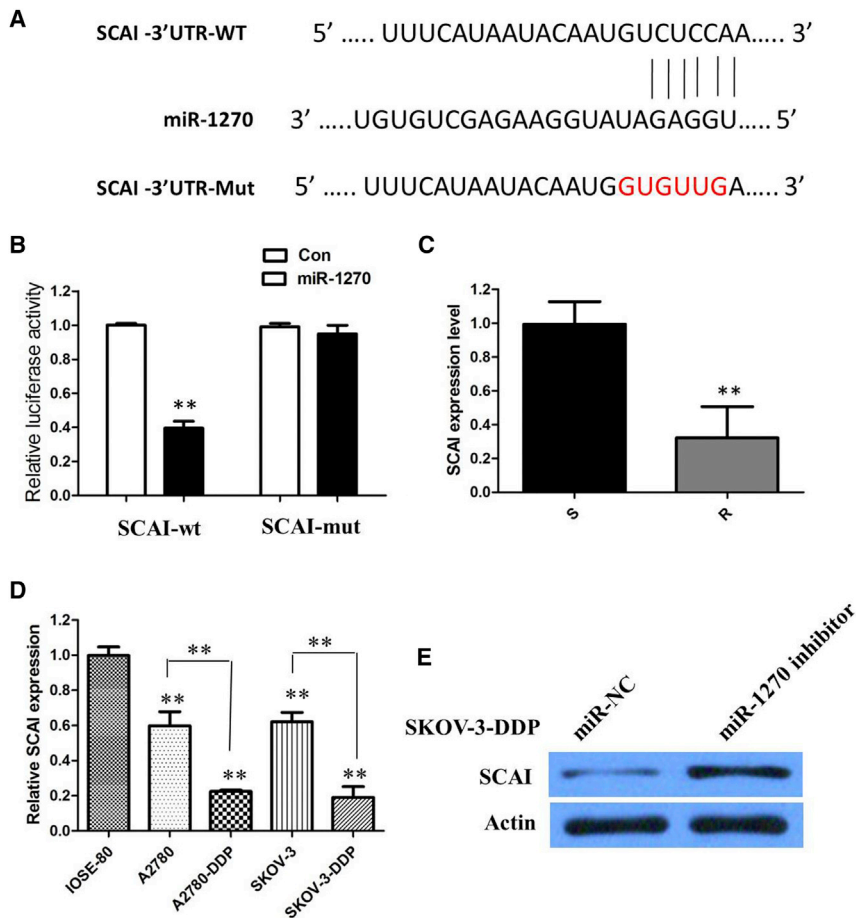 A
SCAI -3'UTR-WT 5' ..... UUUCAUAAUACAAUGUCUCCAA..... 3'
miR-1270 3' .....UGUGUCGAGAAGGUAUAGAGGU..... 5'
SCAI -3'UTR-Mut 5' ..... UUUCAUAAUACAAUGGUGUUGA..... 3'
B
Con
miR-1270
Relative luciferase activity
1.2
1.0
0.8
0.6
0.4
0.2
0.0
**
SCAI-wt
SCAI-mut
C
SCAI expression level
1.2
1.0
0.8
0.6
0.4
0.2
0.0
**
S
R
D
Relative SCAI expression
1.2
1.0
0.8
0.6
0.4
0.2
0.0
**
**
**
**
**
**
IOSE-80
A2780
A2780-DDP
SKOV-3
SKOV-3-DDP
E
SKOV-3-DDP
miR-NC
miR-1270 inhibitor
SCAI
Actin